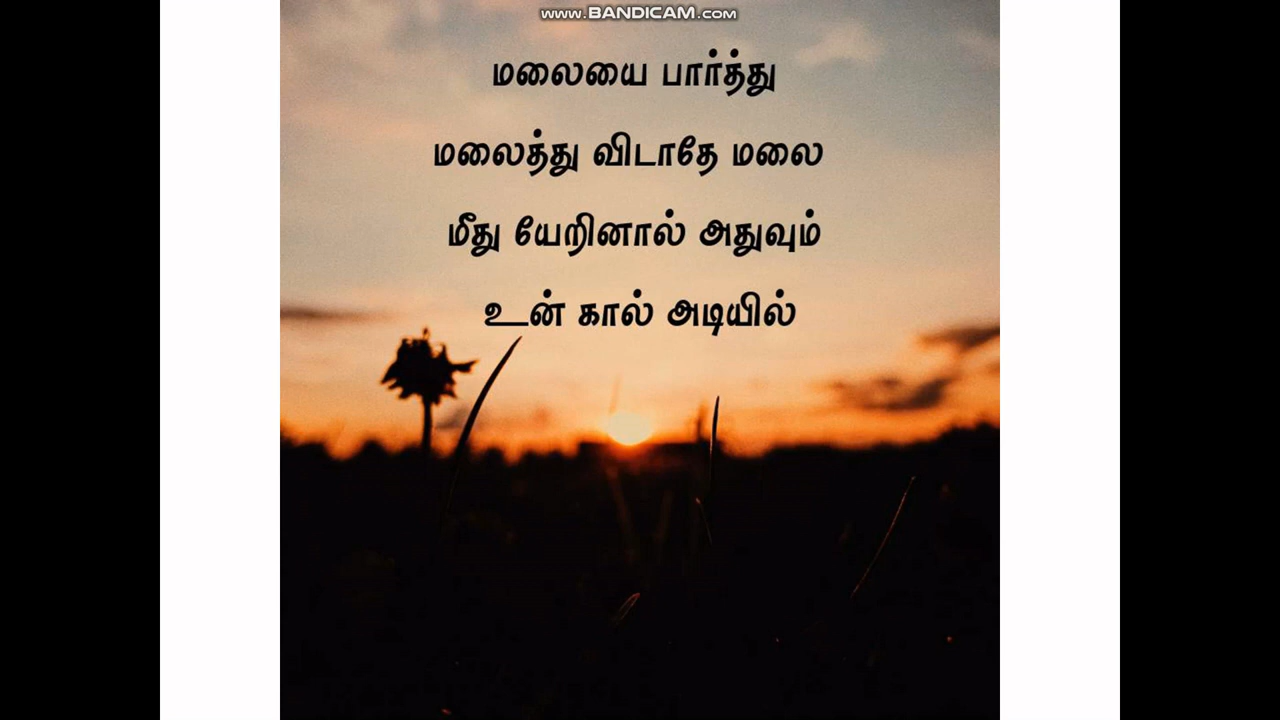 www.BANDICAM.com
மலையை பார்த்து
மலைத்து விடாதே மலை
மீது யேறினால் அதுவும்
உன் கால் அடியில்